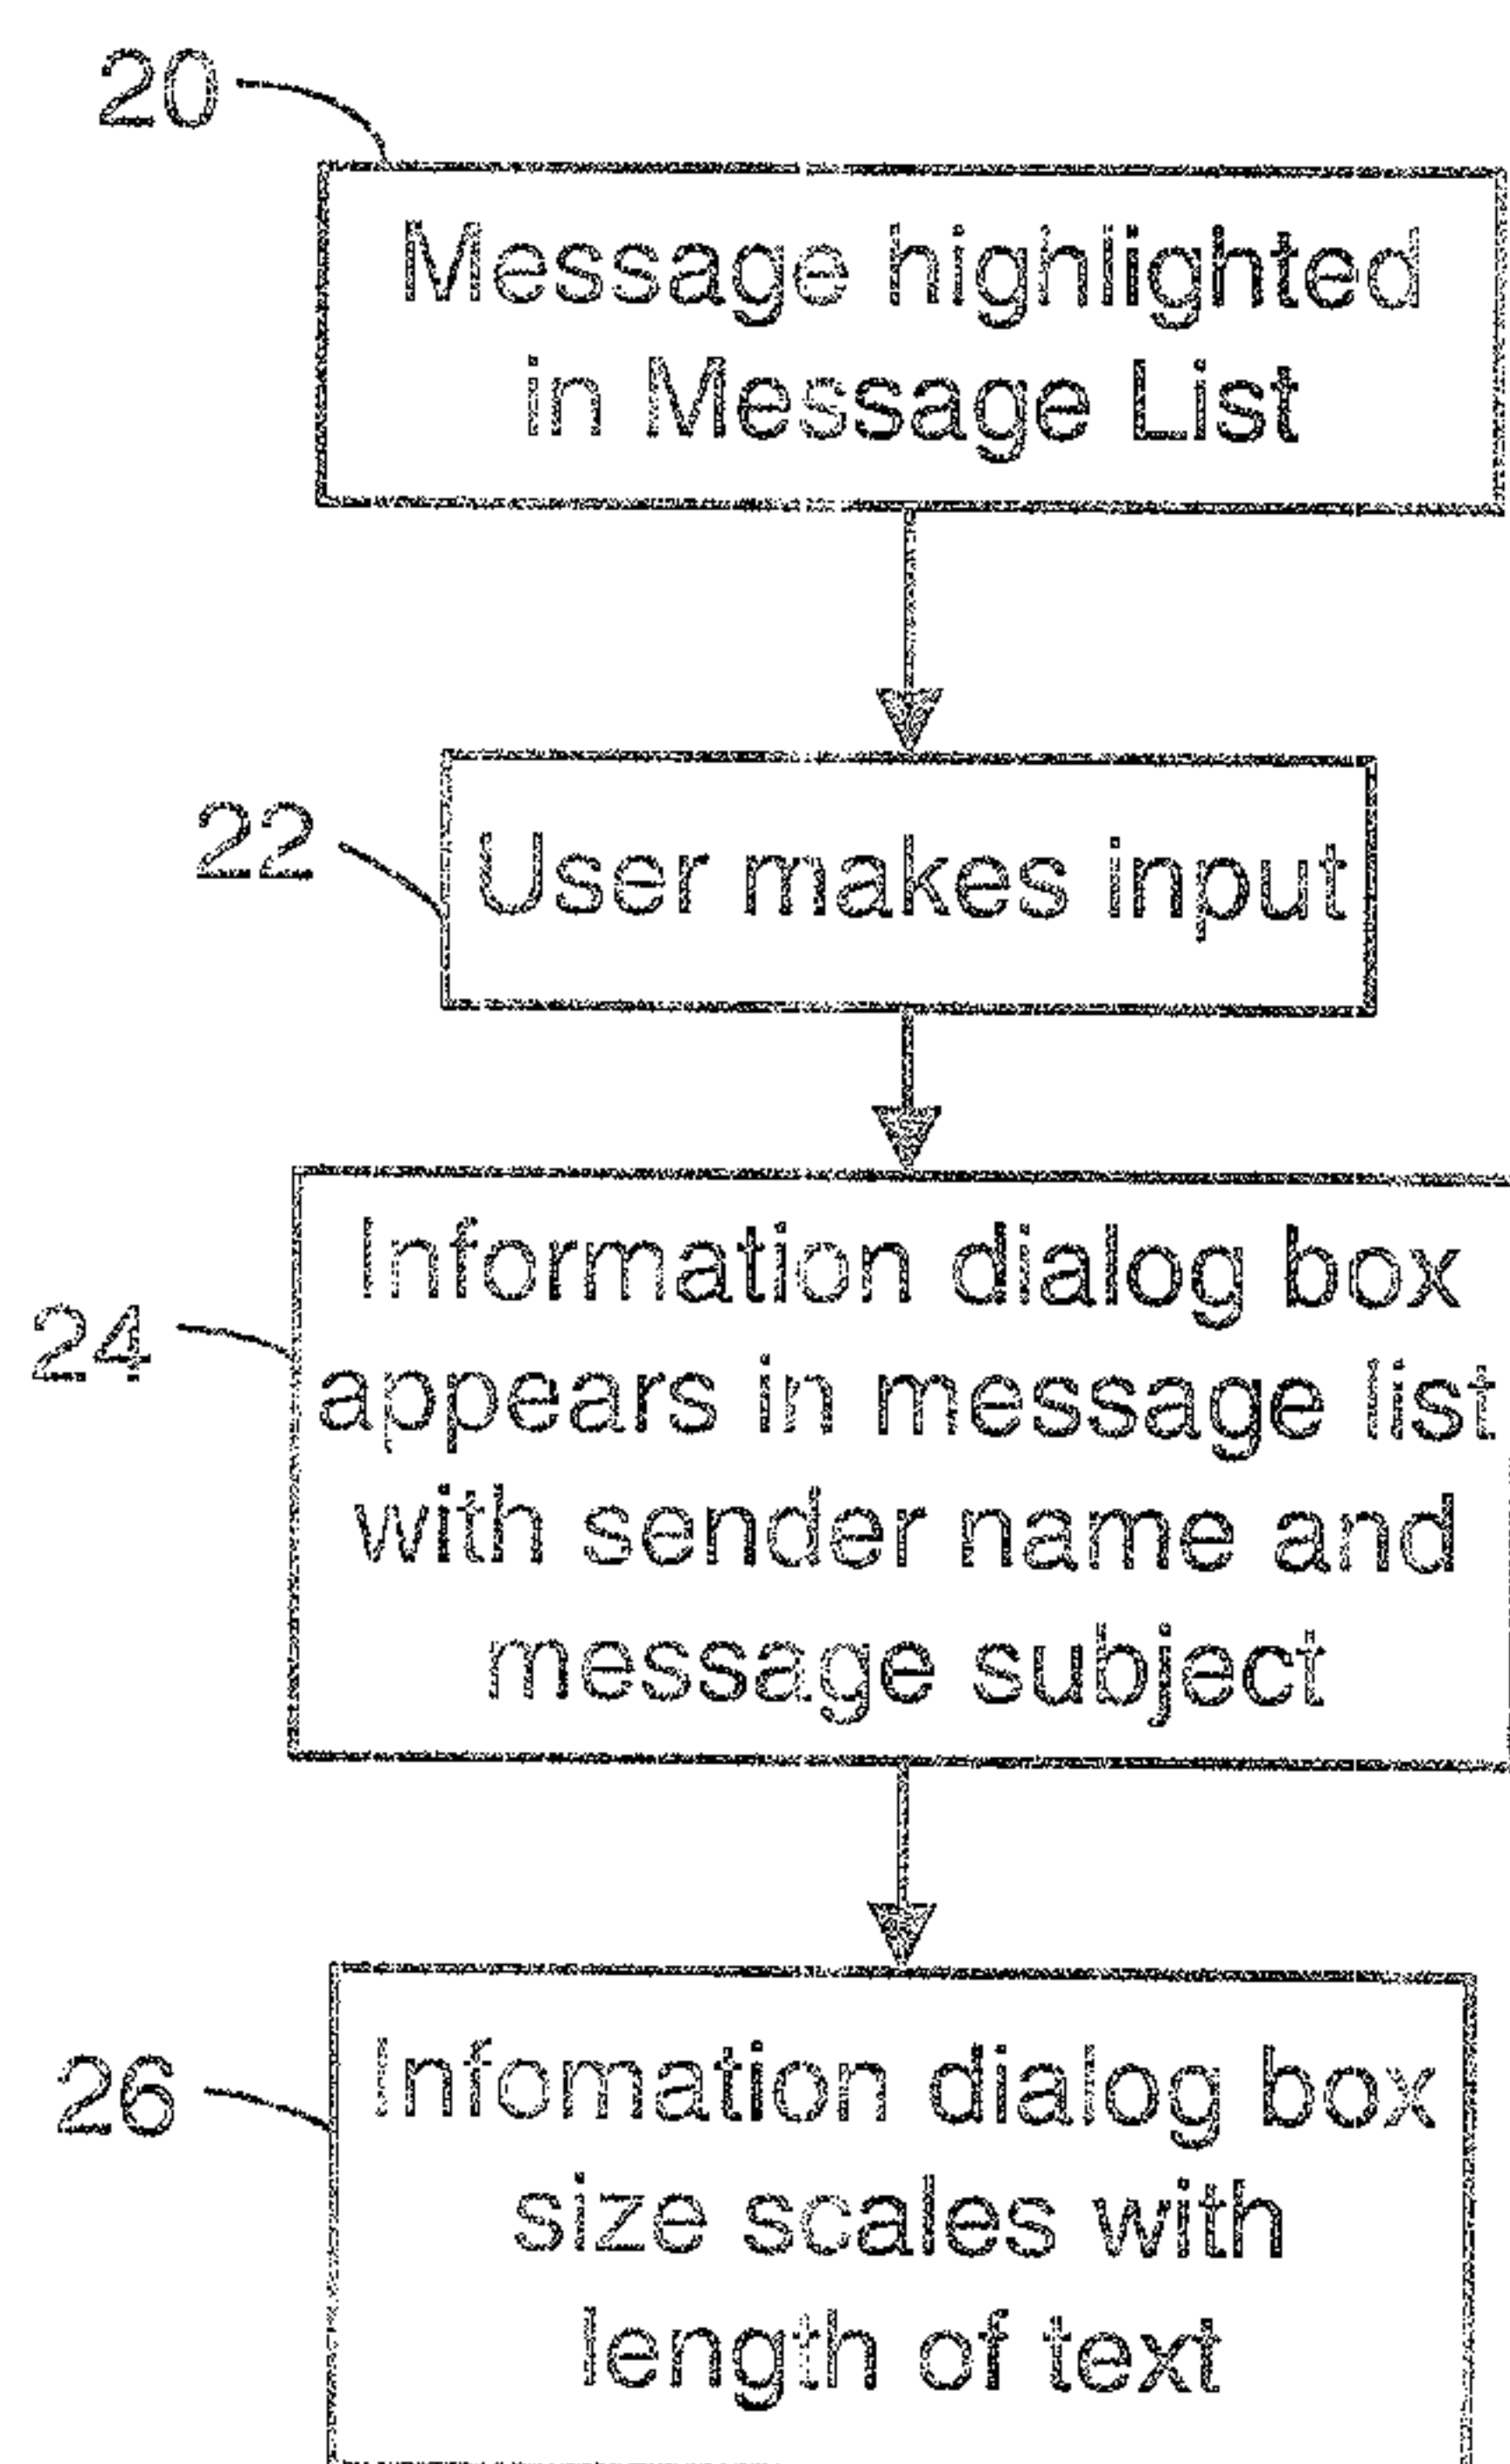 20
Message highlighted
in Message List
22
User makes input
24
Information dialog box
appears in message list
with sender name and
message subject
26
Infomation dialog box
size scales with
length of text